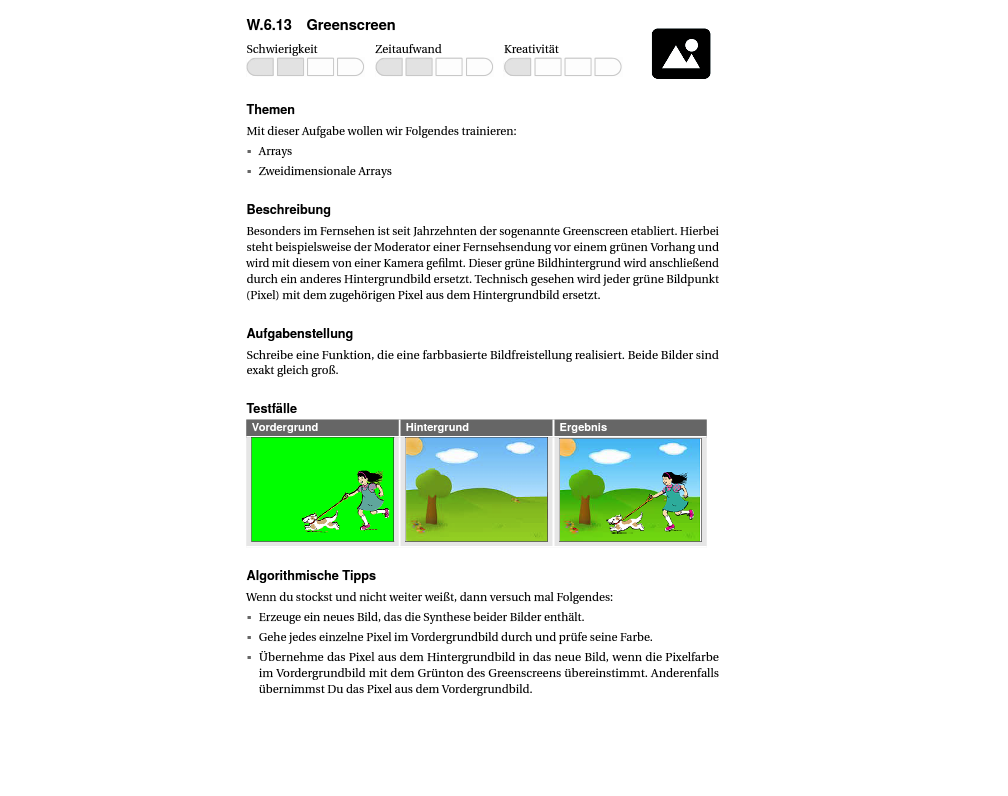 W.6.13 Greenscreen
Schwierigkeit Zeitaufwand Kreativität
Themen
Mit dieser Aufgabe wollen wir Folgendes trainieren:
▪ Arrays
▪ Zweidimensionale Arrays
Beschreibung
Besonders im Fernsehen ist seit Jahrzehnten der sogenannte Greenscreen etabliert. Hierbei
steht beispielsweise der Moderator einer Fernsehsendung vor einem grünen Vorhang und
wird mit diesem von einer Kamera gefilmt. Dieser grüne Bildhintergrund wird anschließend
durch ein anderes Hintergrundbild ersetzt. Technisch gesehen wird jeder grüne Bildpunkt
(Pixel) mit dem zugehörigen Pixel aus dem Hintergrundbild ersetzt.
Aufgabenstellung
Schreibe eine Funktion, die eine farbbasierte Bildfreistellung realisiert. Beide Bilder sind
exakt gleich groß.
Testfälle
Vordergrund Hintergrund Ergebnis
Algorithmische Tipps
Wenn du stockst und nicht weiter weißt, dann versuch mal Folgendes:
▪ Erzeuge ein neues Bild, das die Synthese beider Bilder enthält.
▪ Gehe jedes einzelne Pixel im Vordergrundbild durch und prüfe seine Farbe.
▪ Übernehme das Pixel aus dem Hintergrundbild in das neue Bild, wenn die Pixelfarbe
im Vordergrundbild mit dem Grünton des Greenscreens übereinstimmt. Anderenfalls
übernimmst Du das Pixel aus dem Vordergrundbild.